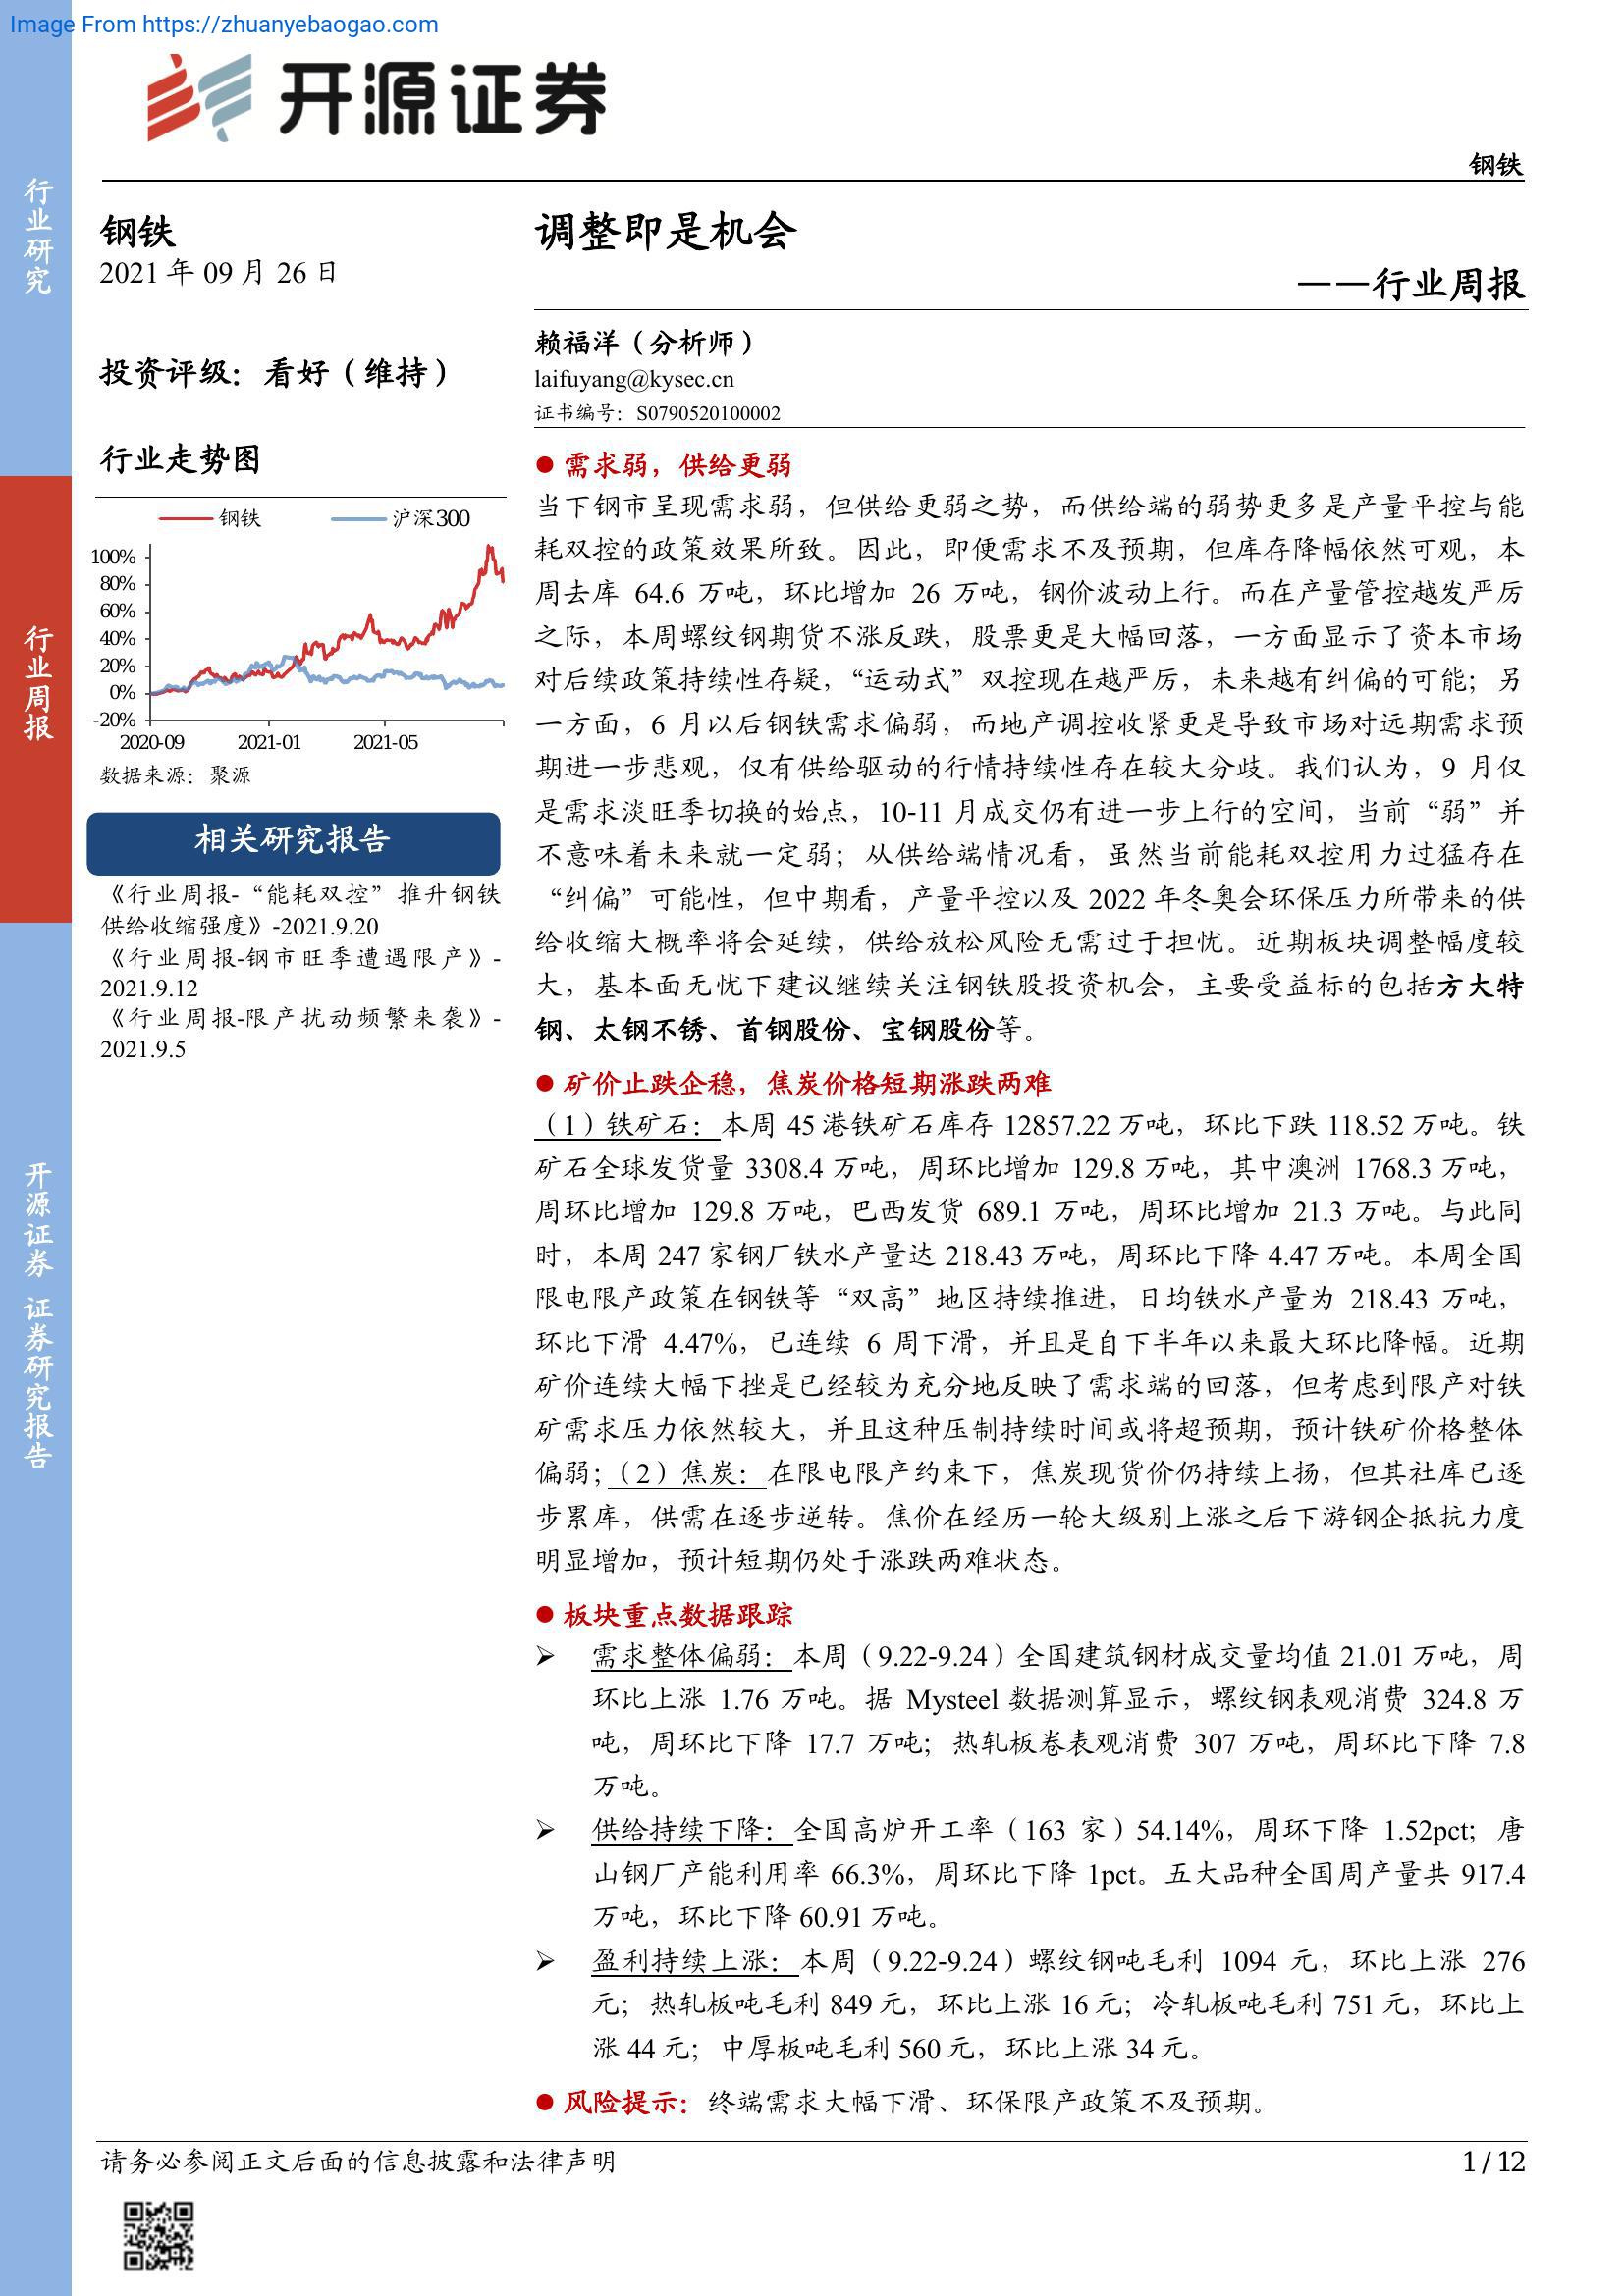 Image From https://zhuanyebaogao.com
开源证券
钢铁
行业研究
行业周报
开源证券 证券研究报告
钢铁
2021 年 09 月 26 日
投资评级：看好（维持）
行业走势图
钢铁
沪深300
100%
80%
60%
40%
20%
0%
-20%
2020-09
2021-01
2021-05
数据来源：聚源
相关研究报告
《行业周报-“能耗双控”推升钢铁
供给收缩强度》-2021.9.20
《行业周报-钢市旺季遭遇限产》-
2021.9.12
《行业周报-限产扰动频繁来袭》-
2021.9.5
调整即是机会
——行业周报
赖福洋（分析师）
laifuyang@kysec.cn
证书编号：S0790520100002
● 需求弱，供给更弱
当下钢市呈现需求弱，但供给更弱之势，而供给端的弱势更多是产量平控与能
耗双控的政策效果所致。因此，即便需求不及预期，但库存降幅依然可观，本
周去库 64.6 万吨，环比增加 26 万吨，钢价波动上行。而在产量管控越发严厉
之际，本周螺纹钢期货不涨反跌，股票更是大幅回落，一方面显示了资本市场
对后续政策持续性存疑，“运动式”双控现在越严厉，未来越有纠偏的可能；另
一方面，6 月以后钢铁需求偏弱，而地产调控收紧更是导致市场对远期需求预
期进一步悲观，仅有供给驱动的行情持续性存在较大分歧。我们认为，9 月仅
是需求淡旺季切换的始点，10-11 月成交仍有进一步上行的空间，当前“弱”并
不意味着未来就一定弱；从供给端情况看，虽然当前能耗双控用力过猛存在
“纠偏”可能性，但中期看，产量平控以及 2022 年冬奥会环保压力所带来的供
给收缩大概率将会延续，供给放松风险无需过于担忧。近期板块调整幅度较
大，基本面无忧下建议继续关注钢铁股投资机会，主要受益标的包括方大特
钢、太钢不锈、首钢股份、宝钢股份等。
● 矿价止跌企稳，焦炭价格短期涨跌两难
（1）铁矿石：本周 45 港铁矿石库存 12857.22 万吨，环比下跌 118.52 万吨。铁
矿石全球发货量 3308.4 万吨，周环比增加 129.8 万吨，其中澳洲 1768.3 万吨，
周环比增加 129.8 万吨，巴西发货 689.1 万吨，周环比增加 21.3 万吨。与此同
时，本周 247 家钢厂铁水产量达 218.43 万吨，周环比下降 4.47 万吨。本周全国
限电限产政策在钢铁等“双高”地区持续推进，日均铁水产量为 218.43 万吨，
环比下滑 4.47%，已连续 6 周下滑，并且是自下半年以来最大环比降幅。近期
矿价连续大幅下挫是已经较为充分地反映了需求端的回落，但考虑到限产对铁
矿需求压力依然较大，并且这种压制持续时间或将超预期，预计铁矿价格整体
偏弱；（2）焦炭：在限电限产约束下，焦炭现货价仍持续上扬，但其社库已逐
步累库，供需在逐步逆转。焦价在经历一轮大级别上涨之后下游钢企抵抗力度
明显增加，预计短期仍处于涨跌两难状态。
● 板块重点数据跟踪
➢ 需求整体偏弱：本周（9.22-9.24）全国建筑钢材成交量均值 21.01 万吨，周
环比上涨 1.76 万吨。据 Mysteel 数据测算显示，螺纹钢表观消费 324.8 万
吨，周环比下降 17.7 万吨；热轧板卷表观消费 307 万吨，周环比下降 7.8
万吨。
➢ 供给持续下降：全国高炉开工率（163 家）54.14%，周环下降 1.52pct；唐
山钢厂产能利用率 66.3%，周环比下降 1pct。五大品种全国周产量共 917.4
万吨，环比下降 60.91 万吨。
➢ 盈利持续上涨：本周（9.22-9.24）螺纹钢吨毛利 1094 元，环比上涨 276
元；热轧板吨毛利 849 元，环比上涨 16 元；冷轧板吨毛利 751 元，环比上
涨 44 元；中厚板吨毛利 560 元，环比上涨 34 元。
● 风险提示：终端需求大幅下滑、环保限产政策不及预期。
请务必参阅正文后面的信息披露和法律声明
1 / 12